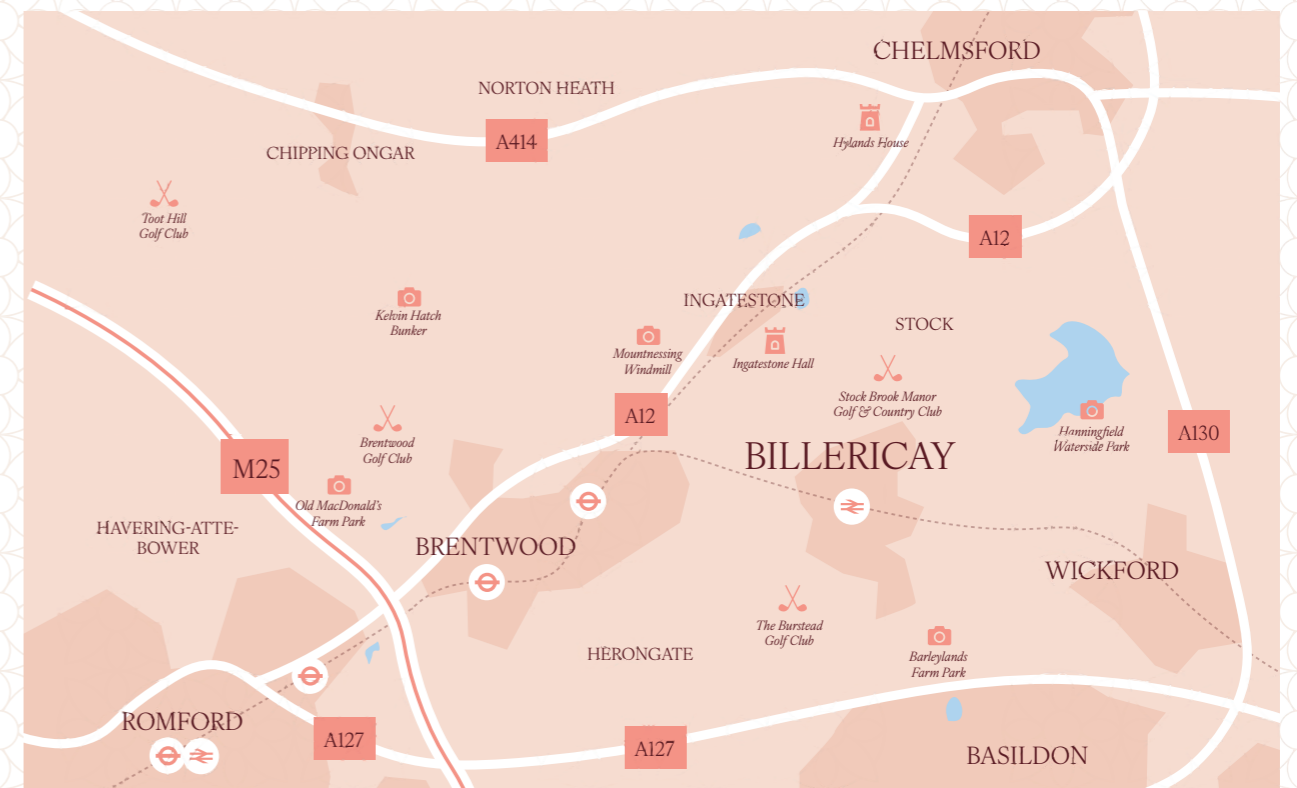 CHELMSFORD
NORTON HEATH
A414
Hylands House
CHIPPING ONGAR
Toot Hill
Golf Club
A12
Kelvin Hatch
Bunker
INGATESTONE
STOCK
Mountnessing
Windmill
Ingatestone Hall
Stock Brook Manor
Golf & Country Club
A12
Hanningfield
Waterside Park
A130
Brentwood
Golf Club
BILLERICAY
M25
Old MacDonald's
Farm Park
HAVERING-ATTE-
BOWER
BRENTWOOD
WICKFORD
The Burstead
Golf Club
HERONGATE
Barleylands
Farm Park
ROMFORD
A127
A127
BASILDON